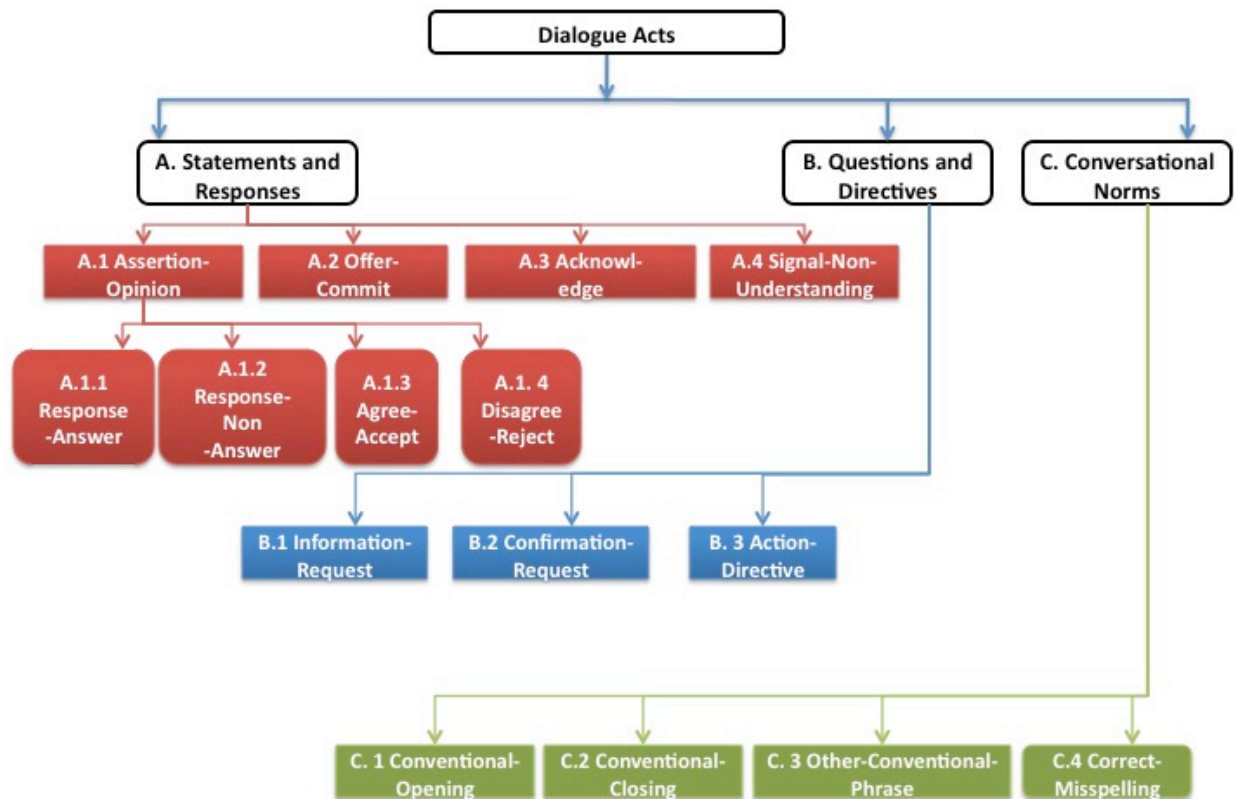 Dialogue Acts
A. Statements and
Responses
B. Questions and
Directives
C. Conversational
Norms
A.1 Assertion-
Opinion
A.2 Offer-
Commit
A.3 Acknowl-
edge
A.4 Signal-Non-
Understanding
A.1.1
Response
-Answer
A.1.2
Response-
Non
-Answer
A.1.3
Agree-
Accept
A.1. 4
Disagree
-Reject
B.1 Information-
Request
B.2 Confirmation-
Request
B. 3 Action-
Directive
C. 1 Conventional-
Opening
C.2 Conventional-
Closing
C. 3 Other-Conventional-
Phrase
C.4 Correct-
Misspelling